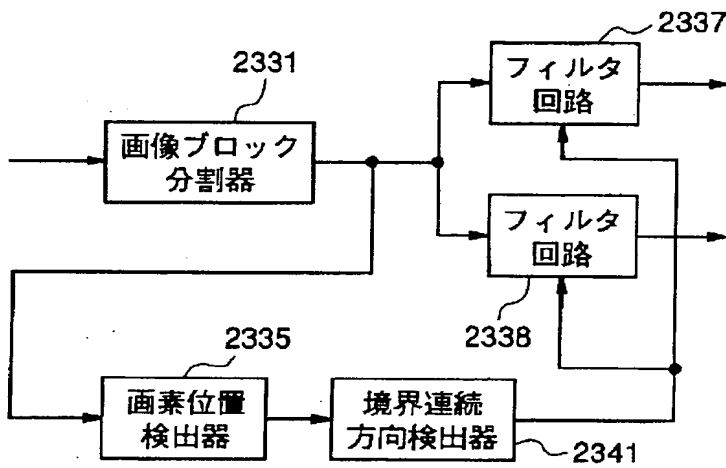 2337
フィルタ
回路
2331
画像ブロック
分割器
フィルタ
回路
2338
2335
画素位置
検出器
境界連続
方向検出器
2341